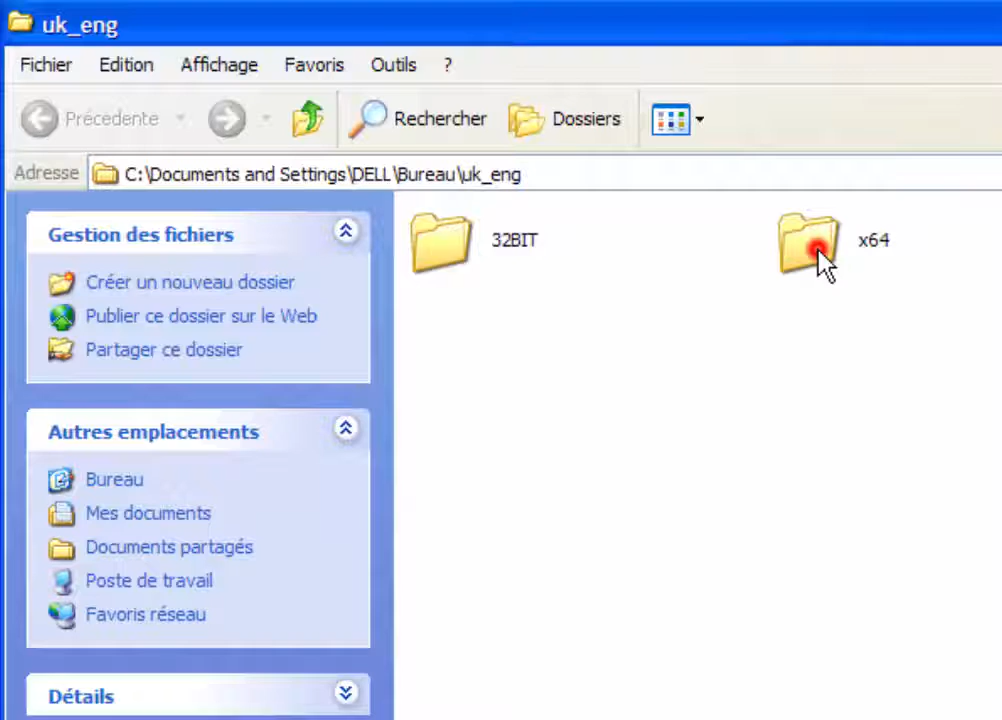 uk_eng
Fichier Edition Affichage Favoris Outils ?
Précédente Rechercher Dossiers
Adresse C:\Documents and Settings\DELL\Bureau\uk_eng
Gestion des fichiers
Créer un nouveau dossier
Publier ce dossier sur le Web
Partager ce dossier
Autres emplacements
Bureau
Mes documents
Documents partagés
Poste de travail
Favoris réseau
Détails
32BIT
x64